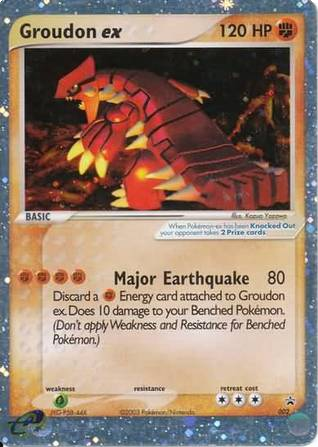 Groudon ex 120 HP
BASIC
Illus. Kazuo Yazawa
When Pokémon-ex has been Knocked Out
your opponent takes 2 Prize cards.
Major Earthquake 80
Discard a Energy card attached to Groudon
ex. Does 10 damage to your Benched Pokémon.
(Don't apply Weakness and Resistance for Benched
Pokémon.)
weakness resistance retreat cost
©2003 Pokémon/Nintendo.
002